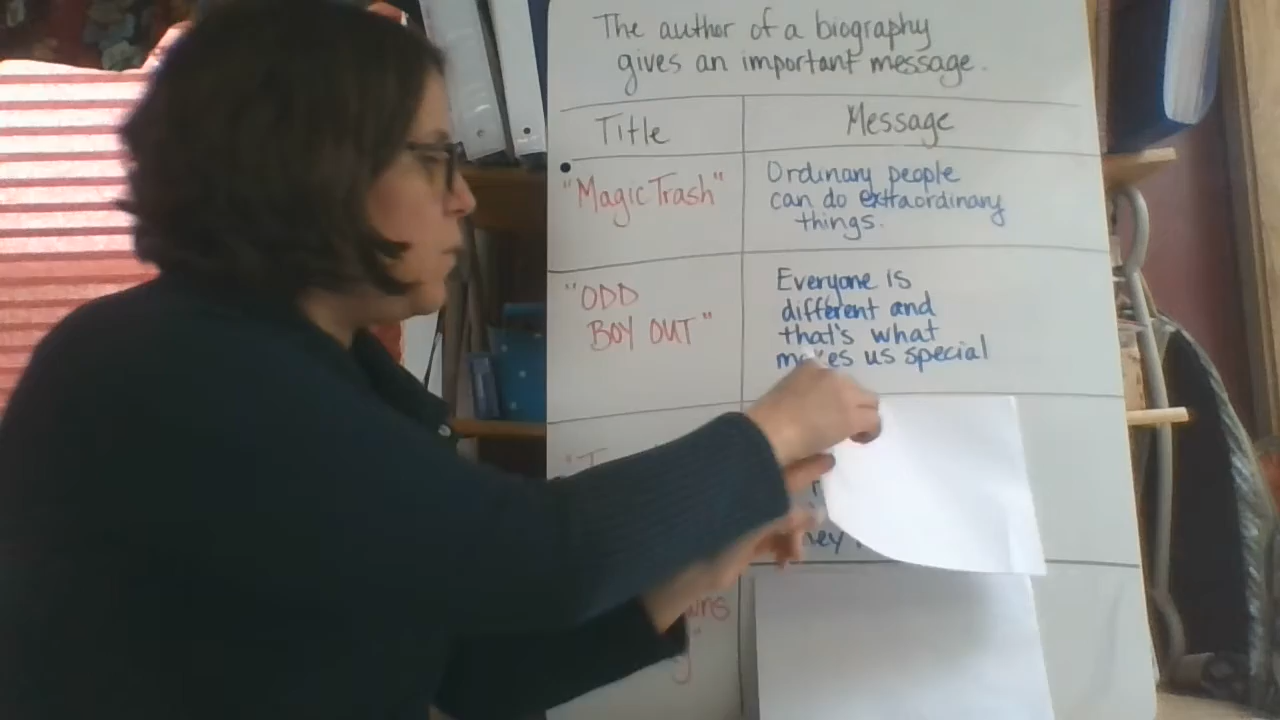 The author of a biography
gives an important message.
Title
Message
"Magic Trash"
Ordinary people
can do extraordinary
things.
"ODD
BOY OUT"
Everyone is
different and
that's what
makes us special